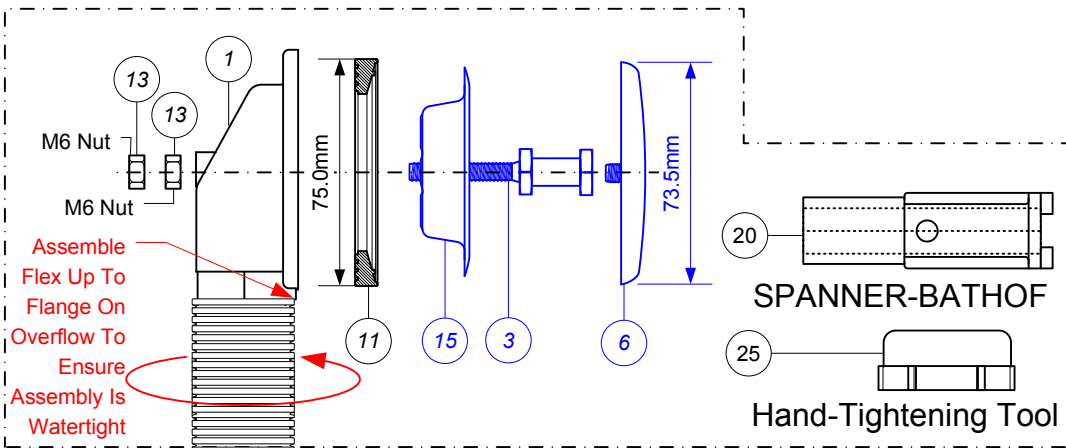 13
1
13
M6 Nut
M6 Nut
75.0mm
73.5mm
Assemble
Flex Up To
Flange On
Overflow To
Ensure
Assembly Is
Watertight
11
15
3
6
20
SPANNER-BATHOF
25
Hand-Tightening Tool